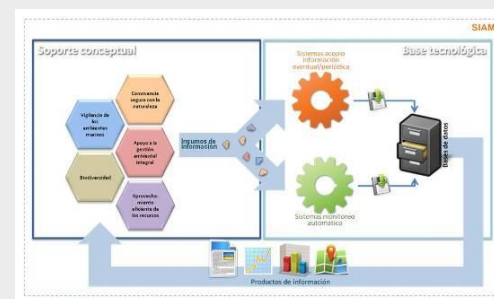 SIAM
Soporte conceptual
Base tecnológica
Sistemas acopio
información
eventual/periódica
Convivencia
segura con la
naturaleza
Vigilancia de
los
ambientes
marinos
Apoyo a la
gestión
ambiental
integral
Biodiversidad
Aprovecha-
miento
eficiente de
los recursos
Insumos de
información
Bases de datos
Sistemas monitoreo
automático
Productos de información